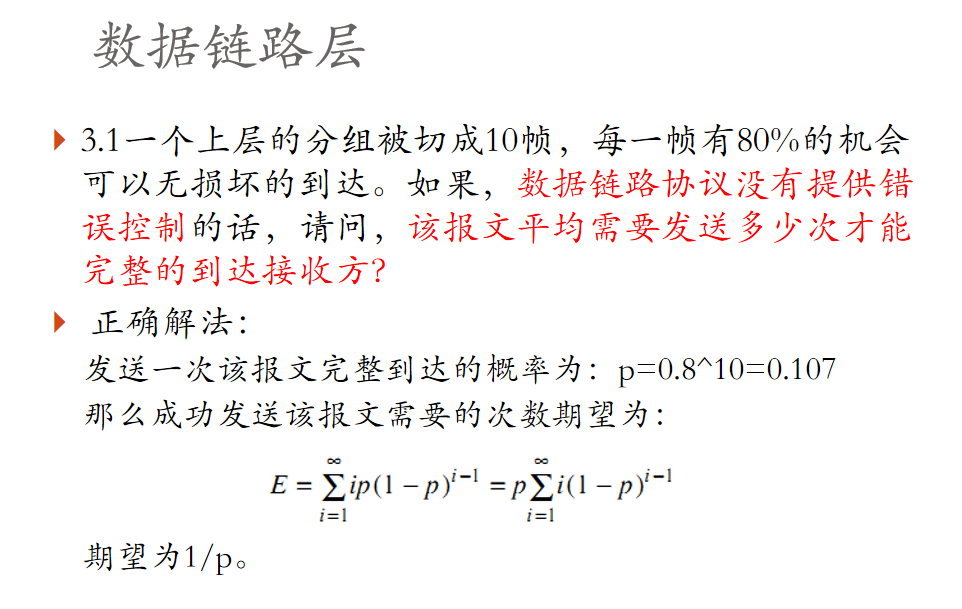 数据链路层
3.1一个上层的分组被切成10帧，每一帧有80%的机会
可以无损坏的到达。如果，数据链路协议没有提供错
误控制的话，请问，该报文平均需要发送多少次才能
完整的到达接收方?
正确解法：
发送一次该报文完整到达的概率为：p=0.8^10=0.107
那么成功发送该报文需要的次数期望为：
E = ∑_{i=1}^{∞} ip(1 − p)^{i−1} = p∑_{i=1}^{∞} i(1 − p)^{i−1}
期望为1/p。